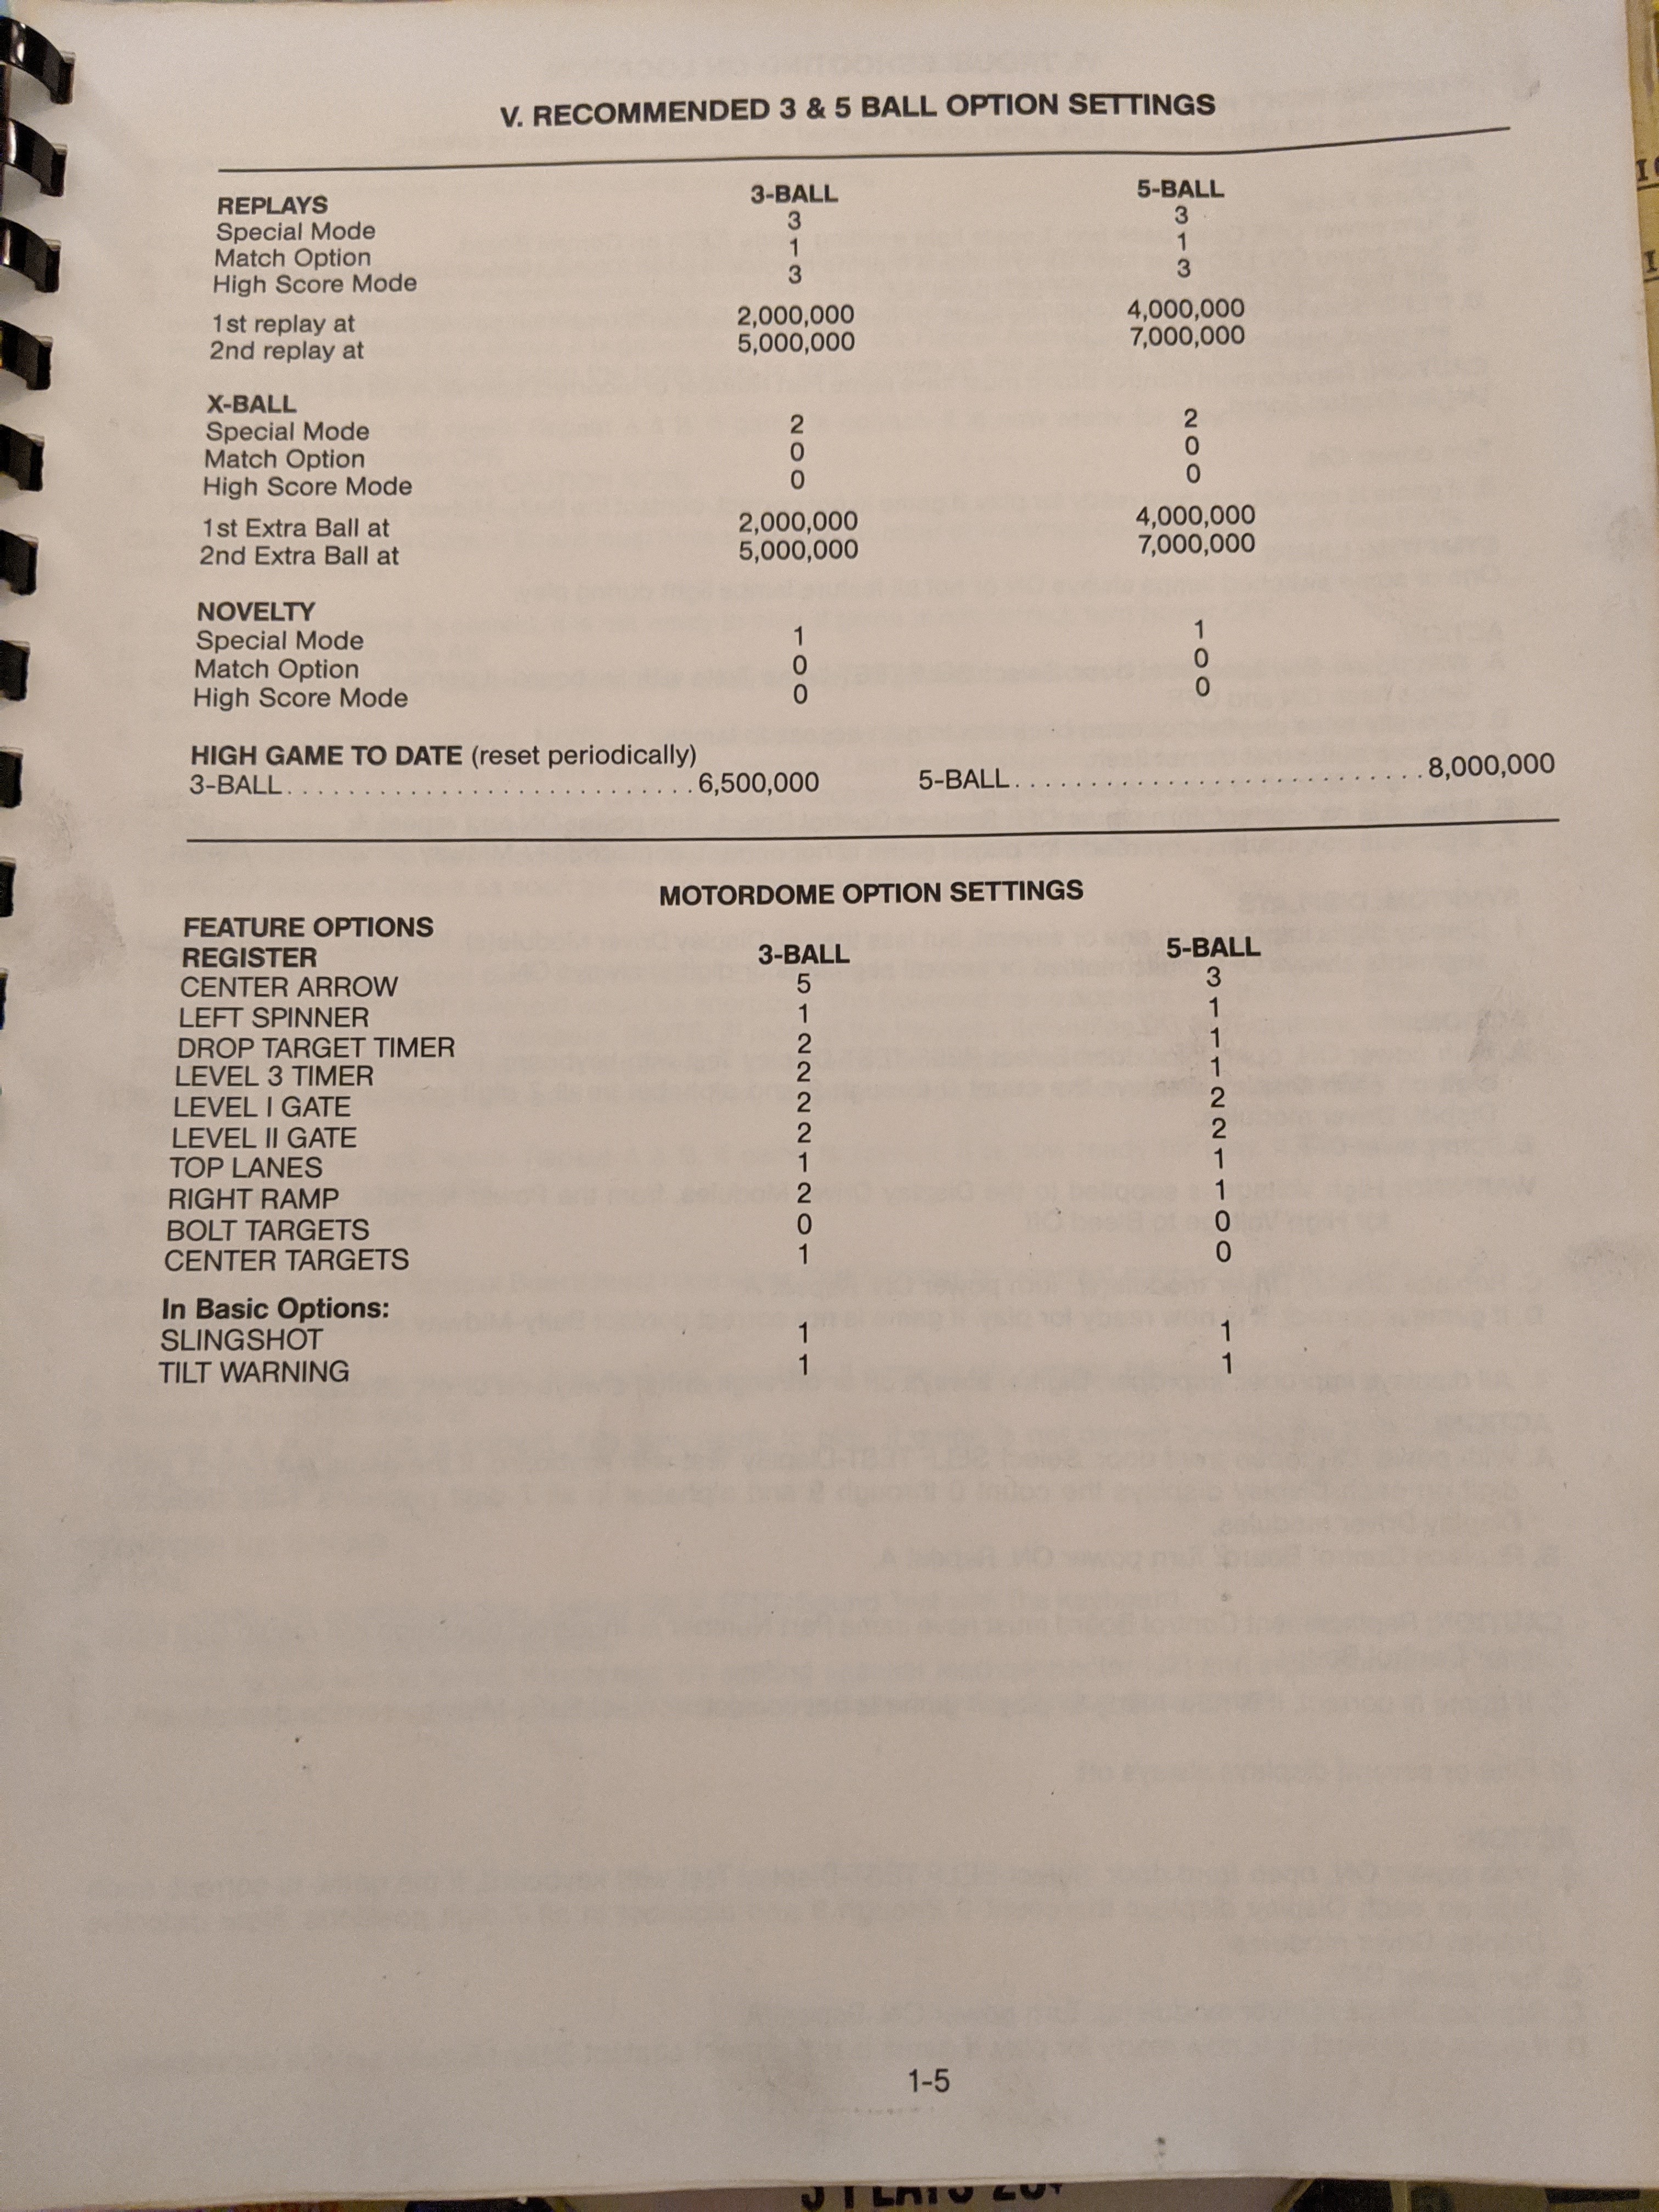 V. RECOMMENDED 3 & 5 BALL OPTION SETTINGS
REPLAYS 3-BALL 5-BALL
Special Mode 3 3
Match Option 1 1
High Score Mode 3 3
1st replay at 2,000,000 4,000,000
2nd replay at 5,000,000 7,000,000
X-BALL
Special Mode 2 2
Match Option 0 0
High Score Mode 0 0
1st Extra Ball at 2,000,000 4,000,000
2nd Extra Ball at 5,000,000 7,000,000
NOVELTY
Special Mode 1 1
Match Option 0 0
High Score Mode 0 0
HIGH GAME TO DATE (reset periodically)
3-BALL . . . . . . . . . . . . . . . . . . . . . . . . . . . . 6,500,000 5-BALL . . . . . . . . . . . . . . . . . . . . . . . . . . . . 8,000,000
MOTORDOME OPTION SETTINGS
FEATURE OPTIONS
REGISTER 3-BALL 5-BALL
CENTER ARROW 5 3
LEFT SPINNER 1 1
DROP TARGET TIMER 2 1
LEVEL 3 TIMER 2 1
LEVEL I GATE 2 2
LEVEL II GATE 2 2
TOP LANES 1 1
RIGHT RAMP 2 1
BOLT TARGETS 0 0
CENTER TARGETS 1 0
In Basic Options:
SLINGSHOT 1 1
TILT WARNING 1 1
1-5